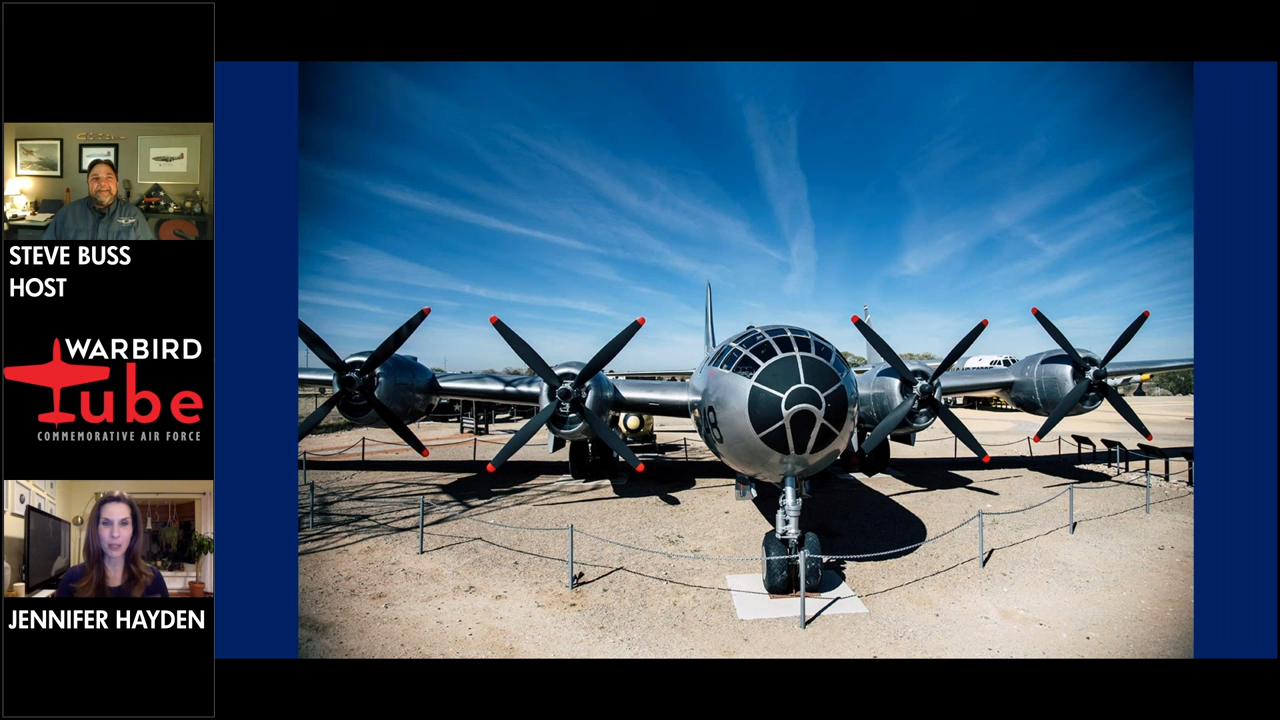 STEVE BUSS
HOST
WARBIRD
Tube
COMMEMORATIVE AIR FORCE
JENNIFER HAYDEN